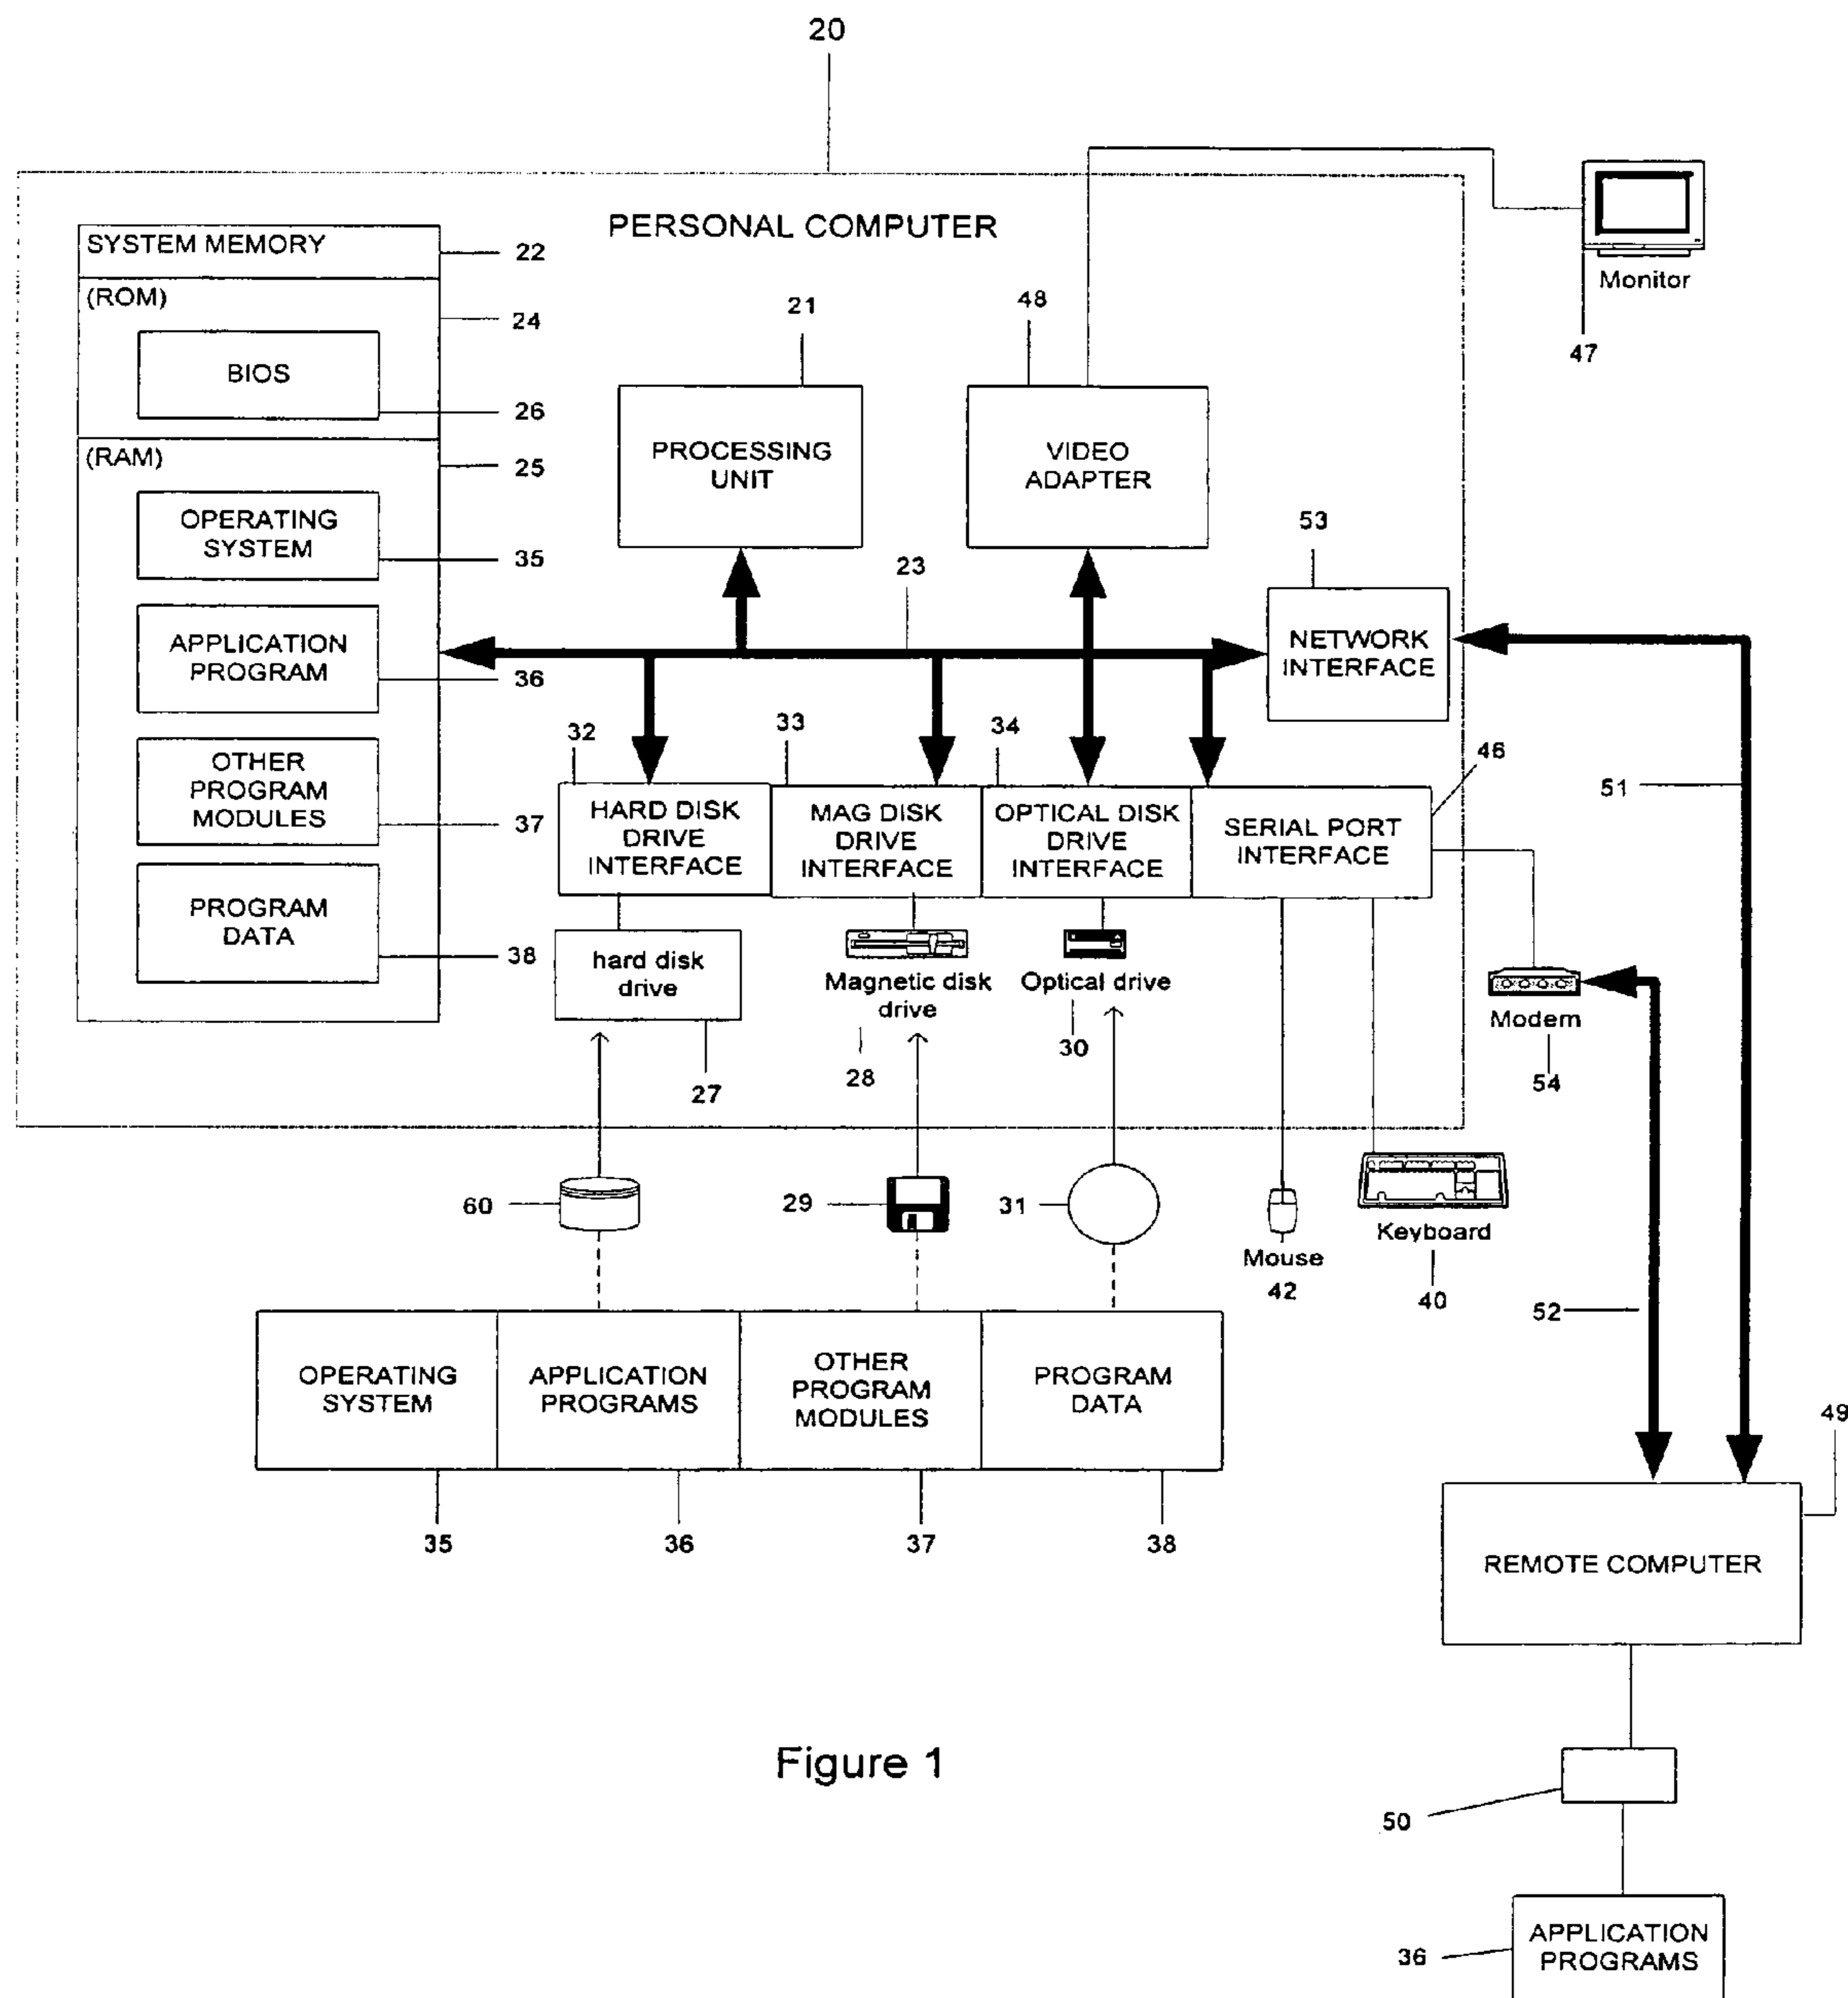 20
PERSONAL COMPUTER
SYSTEM MEMORY
22
(ROM)
24
BIOS
26
(RAM)
25
OPERATING
SYSTEM
35
APPLICATION
PROGRAM
36
OTHER
PROGRAM
MODULES
37
PROGRAM
DATA
38
21
PROCESSING
UNIT
48
VIDEO
ADAPTER
Monitor
47
23
53
NETWORK
INTERFACE
32
HARD DISK
DRIVE
INTERFACE
33
MAG DISK
DRIVE
INTERFACE
34
OPTICAL DISK
DRIVE
INTERFACE
46
SERIAL PORT
INTERFACE
51
hard disk
drive
27
Magnetic disk
drive
28
Optical drive
30
Modem
54
60
29
31
Mouse
42
Keyboard
40
52
OPERATING
SYSTEM
APPLICATION
PROGRAMS
OTHER
PROGRAM
MODULES
PROGRAM
DATA
35
36
37
38
49
REMOTE COMPUTER
Figure 1
50
36
APPLICATION
PROGRAMS